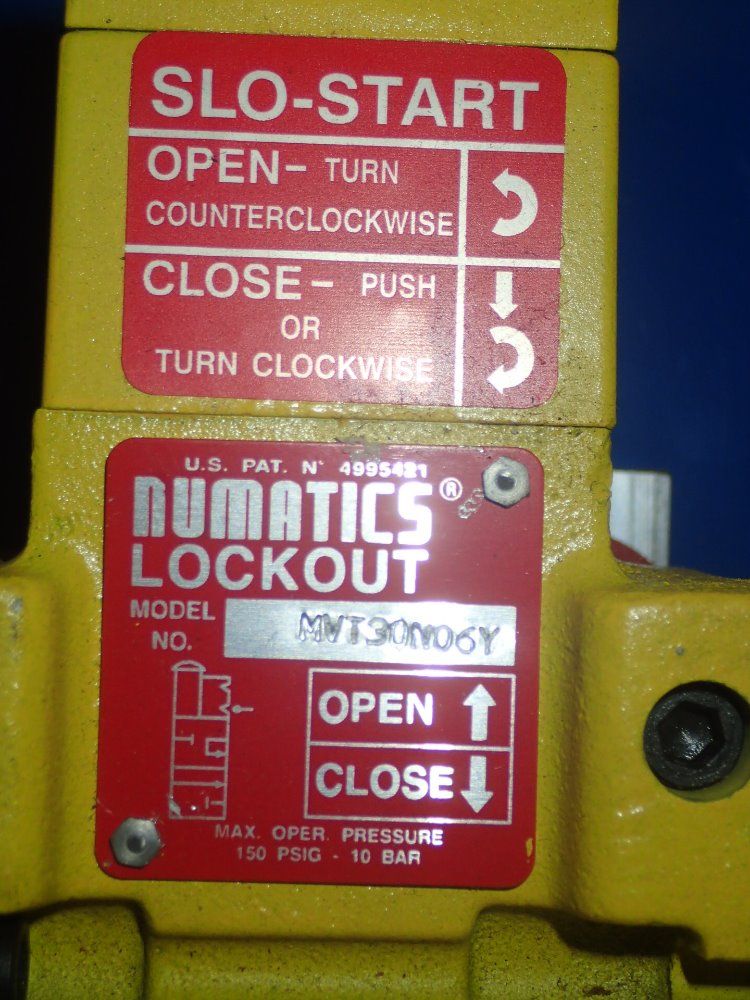 SLO-START
OPEN- TURN
COUNTERCLOCKWISE
CLOSE- PUSH
OR
TURN CLOCKWISE
U.S. PAT. N° 4995421
NUMATICS®
LOCKOUT
MODEL
NO. MVT30N06Y
OPEN
CLOSE
MAX. OPER. PRESSURE
150 PSIG - 10 BAR